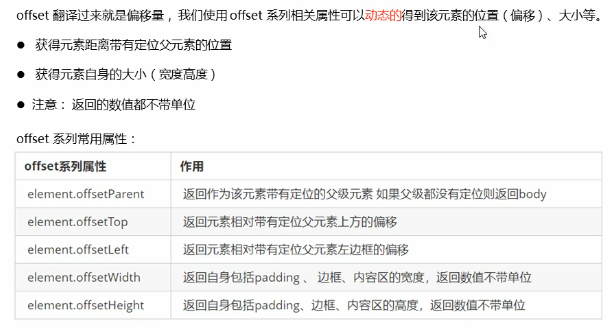 offset 翻译过来就是偏移量，我们使用 offset 系列相关属性可以动态的得到该元素的位置（偏移）、大小等。
● 获得元素距离带有定位父元素的位置
● 获得元素自身的大小（宽度高度）
● 注意： 返回的数值都不带单位
offset 系列常用属性：
offset系列属性 作用
element.offsetParent 返回作为该元素带有定位的父级元素 如果父级都没有定位则返回body
element.offsetTop 返回元素相对带有定位父元素上方的偏移
element.offsetLeft 返回元素相对带有定位父元素左边框的偏移
element.offsetWidth 返回自身包括padding 、 边框、内容区的宽度，返回数值不带单位
element.offsetHeight 返回自身包括padding、边框、内容区的高度，返回数值不带单位